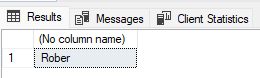 Results Messages Client Statistics
(No column name)
1 Rober